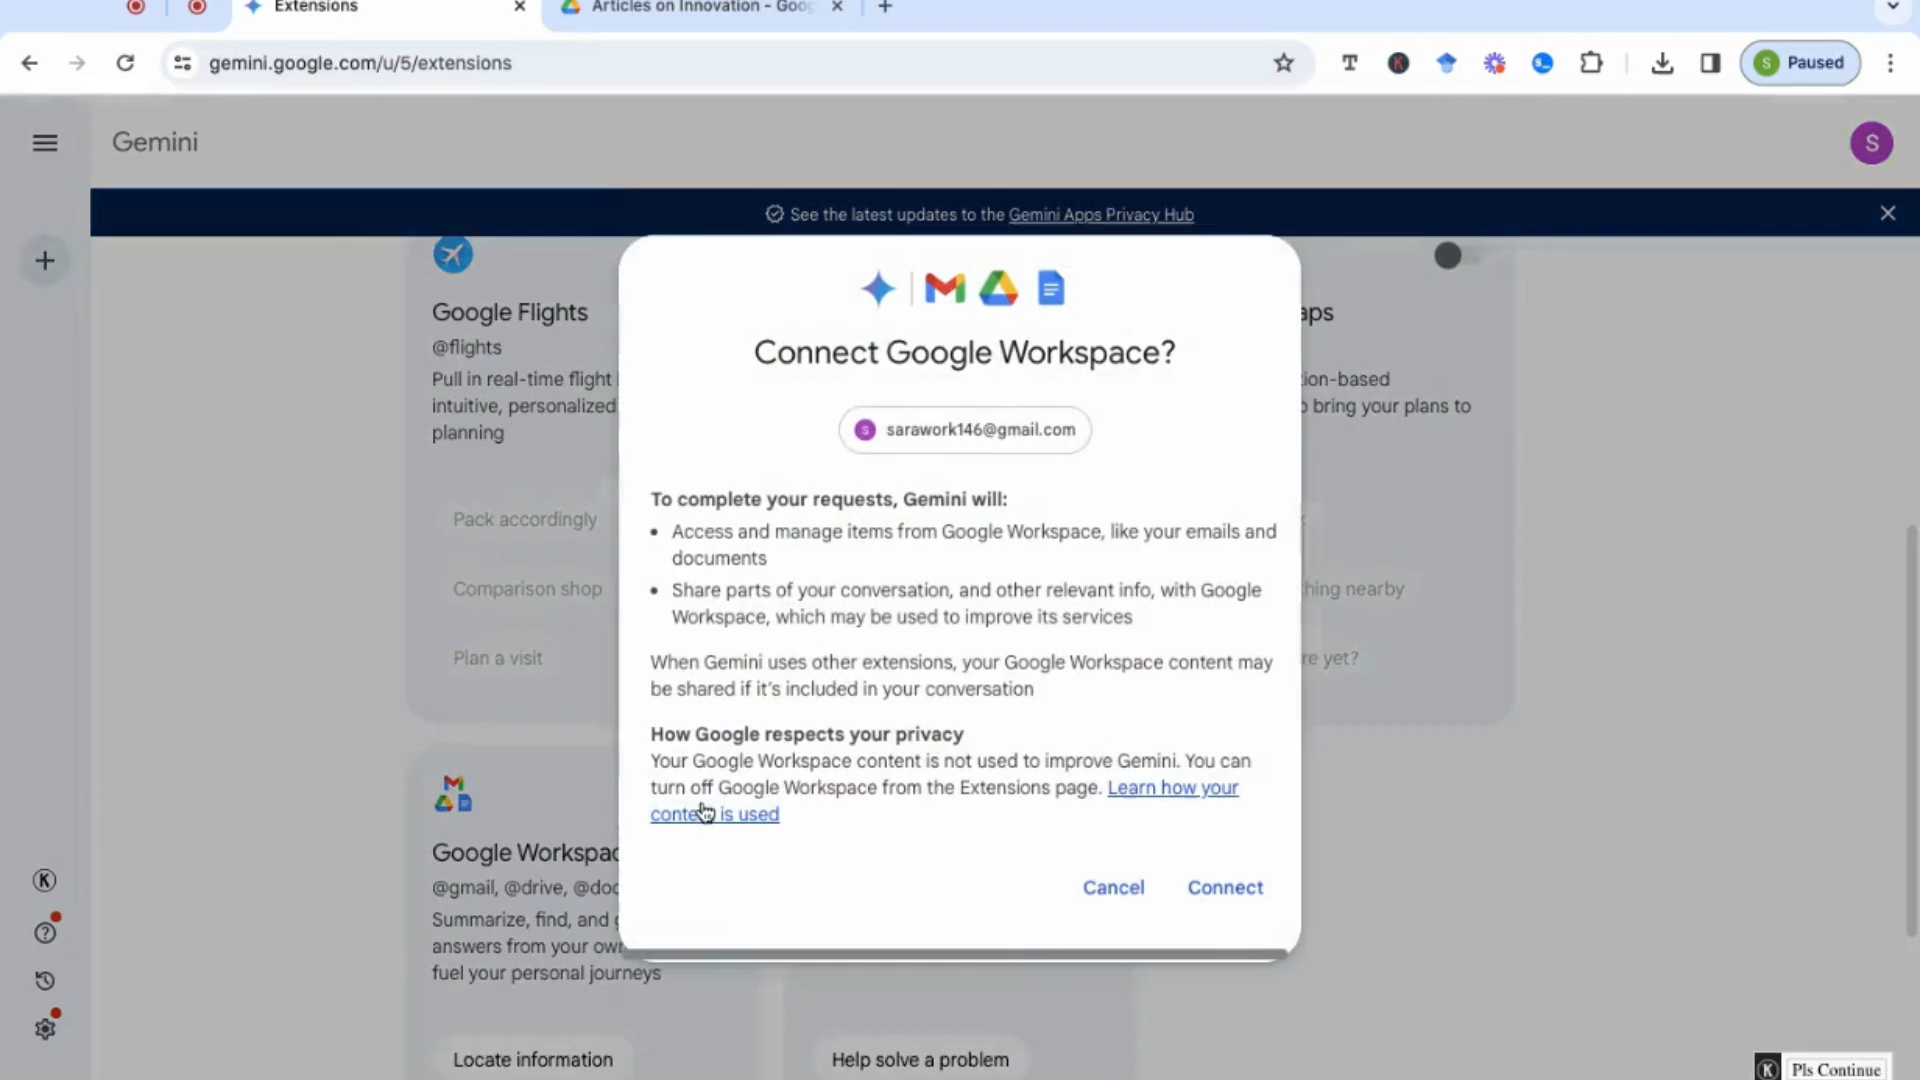 Extensions
Articles on Innovation - Goog
gemini.google.com/u/5/extensions
T
K
S Paused
Gemini
S
See the latest updates to the Gemini Apps Privacy Hub
Google Flights
@flights
Pull in real-time flight
intuitive, personalized
planning
Pack accordingly
Comparison shop
Plan a visit
Connect Google Workspace?
S sarawork146@gmail.com
To complete your requests, Gemini will:
• Access and manage items from Google Workspace, like your emails and
documents
• Share parts of your conversation, and other relevant info, with Google
Workspace, which may be used to improve its services
When Gemini uses other extensions, your Google Workspace content may
be shared if it's included in your conversation
How Google respects your privacy
Your Google Workspace content is not used to improve Gemini. You can
turn off Google Workspace from the Extensions page. Learn how your
is used
Cancel Connect
bring your plans to
hing nearby
re yet?
Google Workspac
@gmail, @drive, @doc
Summarize, find, and
answers from your own
fuel your personal journeys
Locate information
Help solve a problem
K
K Pls Continue